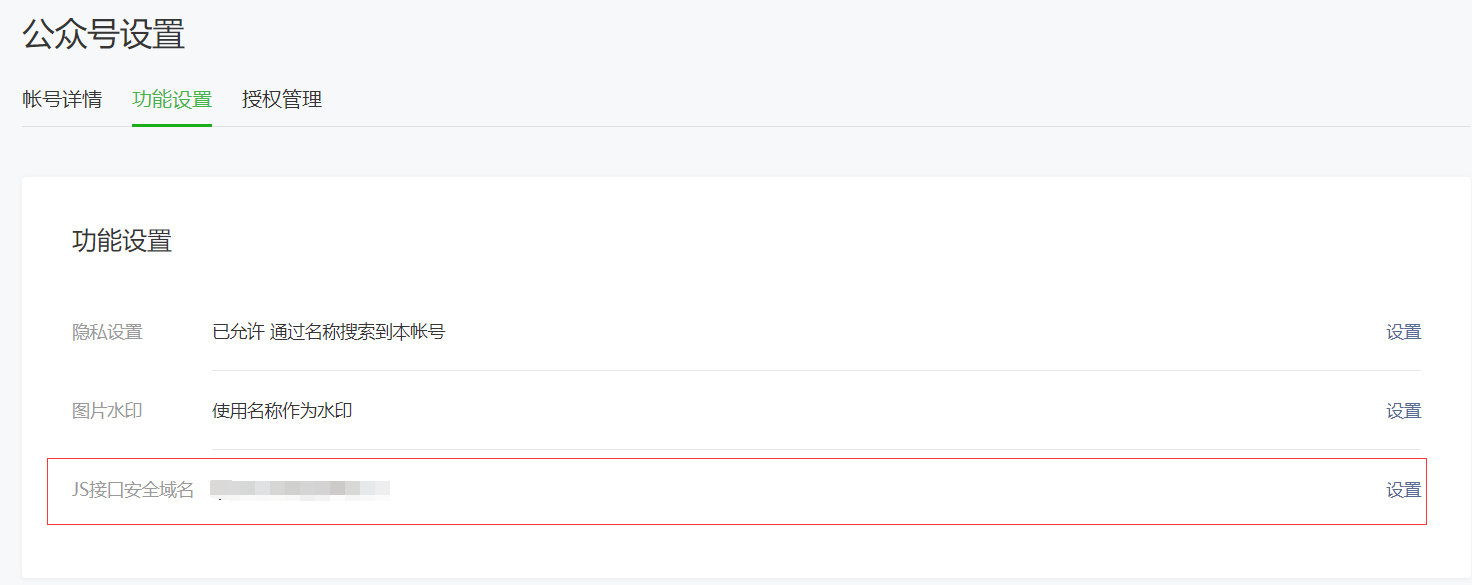 公众号设置
帐号详情 功能设置 授权管理
功能设置
隐私设置 已允许 通过名称搜索到本帐号 设置
图片水印 使用名称作为水印 设置
JS接口安全域名 设置